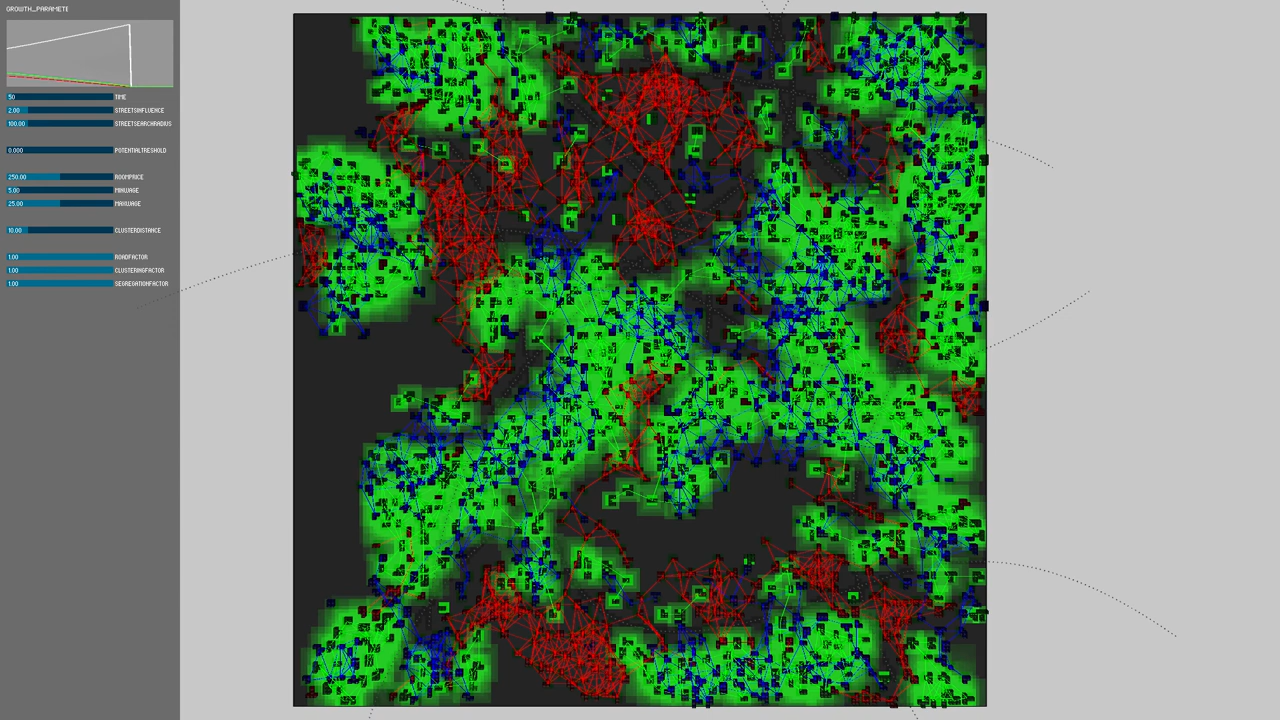 GROWTH_PARAMETE
50 TIME
2.00 STREETSINFLUENCE
100.00 STREETSEARCHRADIUS
0.000 POTENTIALTRESHOLD
250.00 ROOMPRICE
5.00 MINWAGE
25.00 MAXWAGE
10.00 CLUSTERDISTANCE
1.00 ROADFACTOR
1.00 CLUSTERINGFACTOR
1.00 SEGREGATIONFACTOR